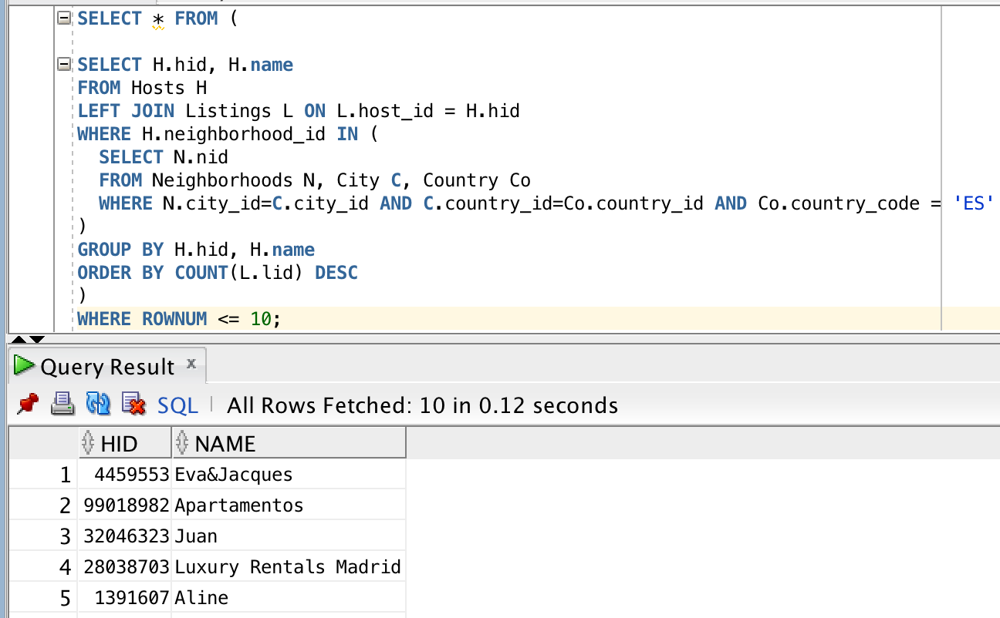 SELECT * FROM (
SELECT H.hid, H.name
FROM Hosts H
LEFT JOIN Listings L ON L.host_id = H.hid
WHERE H.neighborhood_id IN (
SELECT N.nid
FROM Neighborhoods N, City C, Country Co
WHERE N.city_id=C.city_id AND C.country_id=Co.country_id AND Co.country_code = 'ES'
)
GROUP BY H.hid, H.name
ORDER BY COUNT(L.lid) DESC
)
WHERE ROWNUM <= 10;
Query Result x
SQL | All Rows Fetched: 10 in 0.12 seconds
HID NAME
1 4459553 Eva&Jacques
2 99018982 Apartamentos
3 32046323 Juan
4 28038703 Luxury Rentals Madrid
5 1391607 Aline